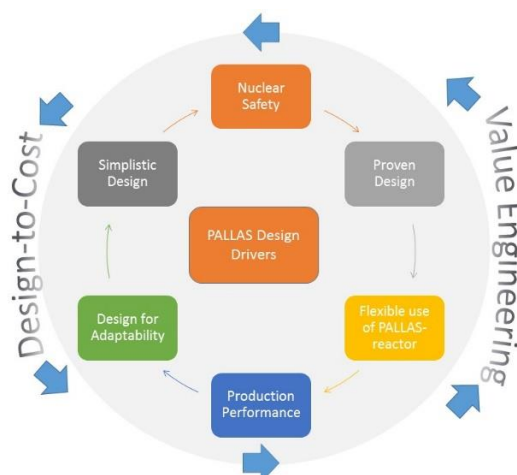 Nuclear
Safety
Simplistic
Design
Proven
Design
Design-to-Cost
Value Engineering
PALLAS Design
Drivers
Design for
Adaptability
Flexible use
of PALLAS-
reactor
Production
Performance